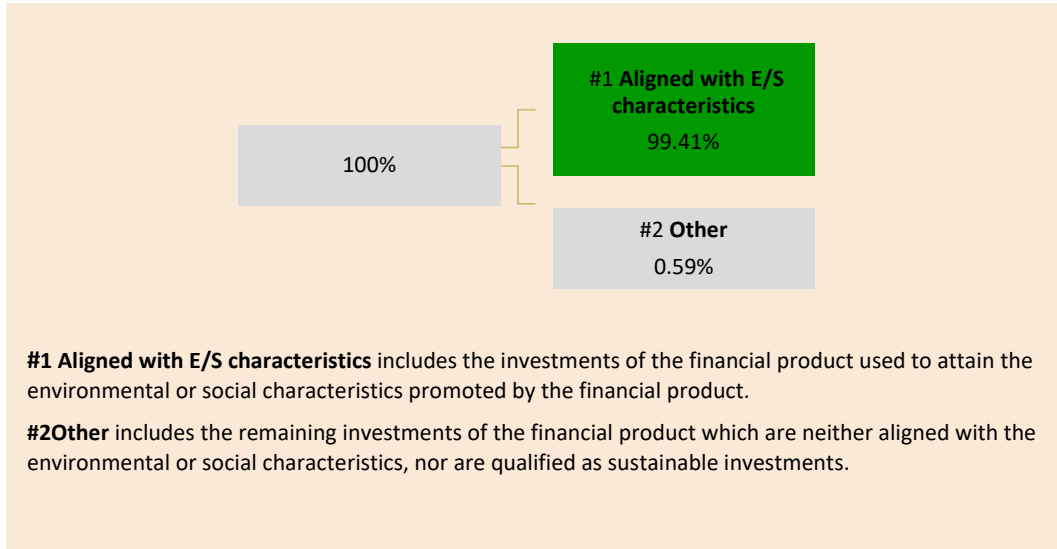 #1 Aligned with E/S
characteristics
99.41%
100%
#2 Other
0.59%
#1 Aligned with E/S characteristics includes the investments of the financial product used to attain the
environmental or social characteristics promoted by the financial product.
#2Other includes the remaining investments of the financial product which are neither aligned with the
environmental or social characteristics, nor are qualified as sustainable investments.